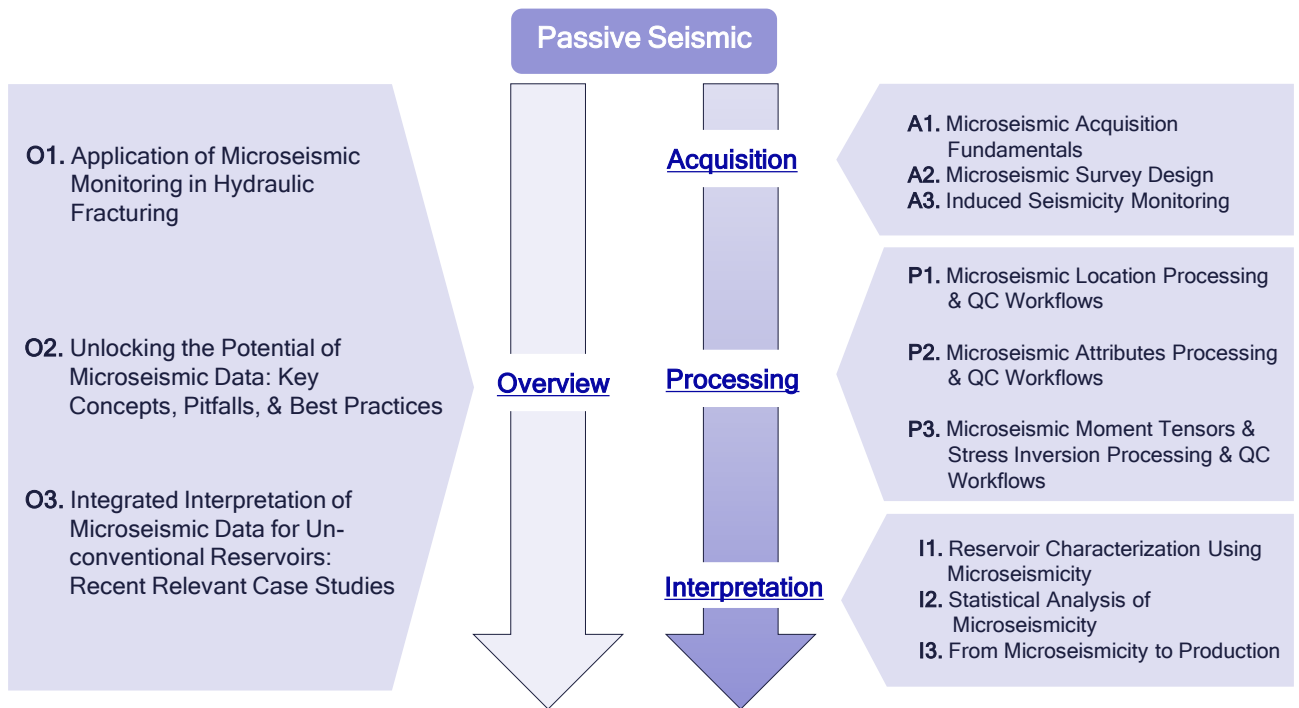 Passive Seismic
O1. Application of Microseismic
Monitoring in Hydraulic
Fracturing
O2. Unlocking the Potential of
Microseismic Data: Key
Concepts, Pitfalls, & Best Practices
O3. Integrated Interpretation of
Microseismic Data for Un-
conventional Reservoirs:
Recent Relevant Case Studies
Overview
Acquisition
Processing
Interpretation
A1. Microseismic Acquisition
Fundamentals
A2. Microseismic Survey Design
A3. Induced Seismicity Monitoring
P1. Microseismic Location Processing
& QC Workflows
P2. Microseismic Attributes Processing
& QC Workflows
P3. Microseismic Moment Tensors &
Stress Inversion Processing & QC
Workflows
I1. Reservoir Characterization Using
Microseismicity
I2. Statistical Analysis of
Microseismicity
I3. From Microseismicity to Production